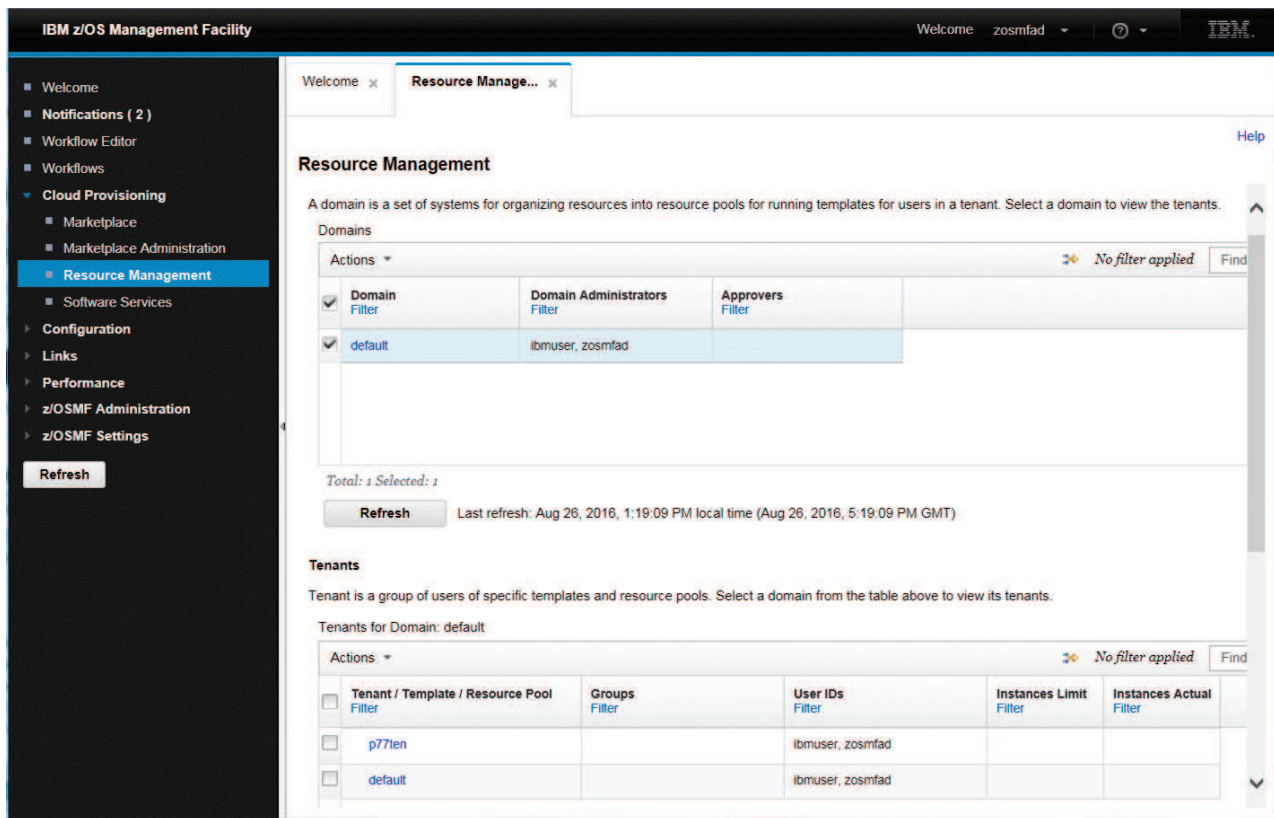 IBM z/OS Management Facility
Welcome zosmfad
IBM.
Welcome
Notifications ( 2 )
Workflow Editor
Workflows
Cloud Provisioning
Marketplace
Marketplace Administration
Resource Management
Software Services
Configuration
Links
Performance
z/OSMF Administration
z/OSMF Settings
Refresh
Welcome x
Resource Manage... x
Help
Resource Management
A domain is a set of systems for organizing resources into resource pools for running templates for users in a tenant. Select a domain to view the tenants.
Domains
Actions
No filter applied Find
Domain Domain Administrators Approvers
Filter Filter Filter
default ibmuser, zosmfad
Total: 1 Selected: 1
Refresh Last refresh: Aug 26, 2016, 1:19:09 PM local time (Aug 26, 2016, 5:19:09 PM GMT)
Tenants
Tenant is a group of users of specific templates and resource pools. Select a domain from the table above to view its tenants.
Tenants for Domain: default
Actions
No filter applied Find
Tenant / Template / Resource Pool Groups User IDs Instances Limit Instances Actual
Filter Filter Filter Filter Filter
p77ten ibmuser, zosmfad
default ibmuser, zosmfad